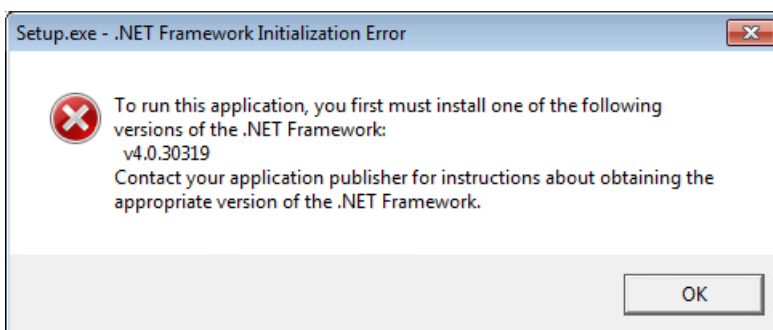 Setup.exe - .NET Framework Initialization Error
To run this application, you first must install one of the following
versions of the .NET Framework:
v4.0.30319
Contact your application publisher for instructions about obtaining the
appropriate version of the .NET Framework.
OK